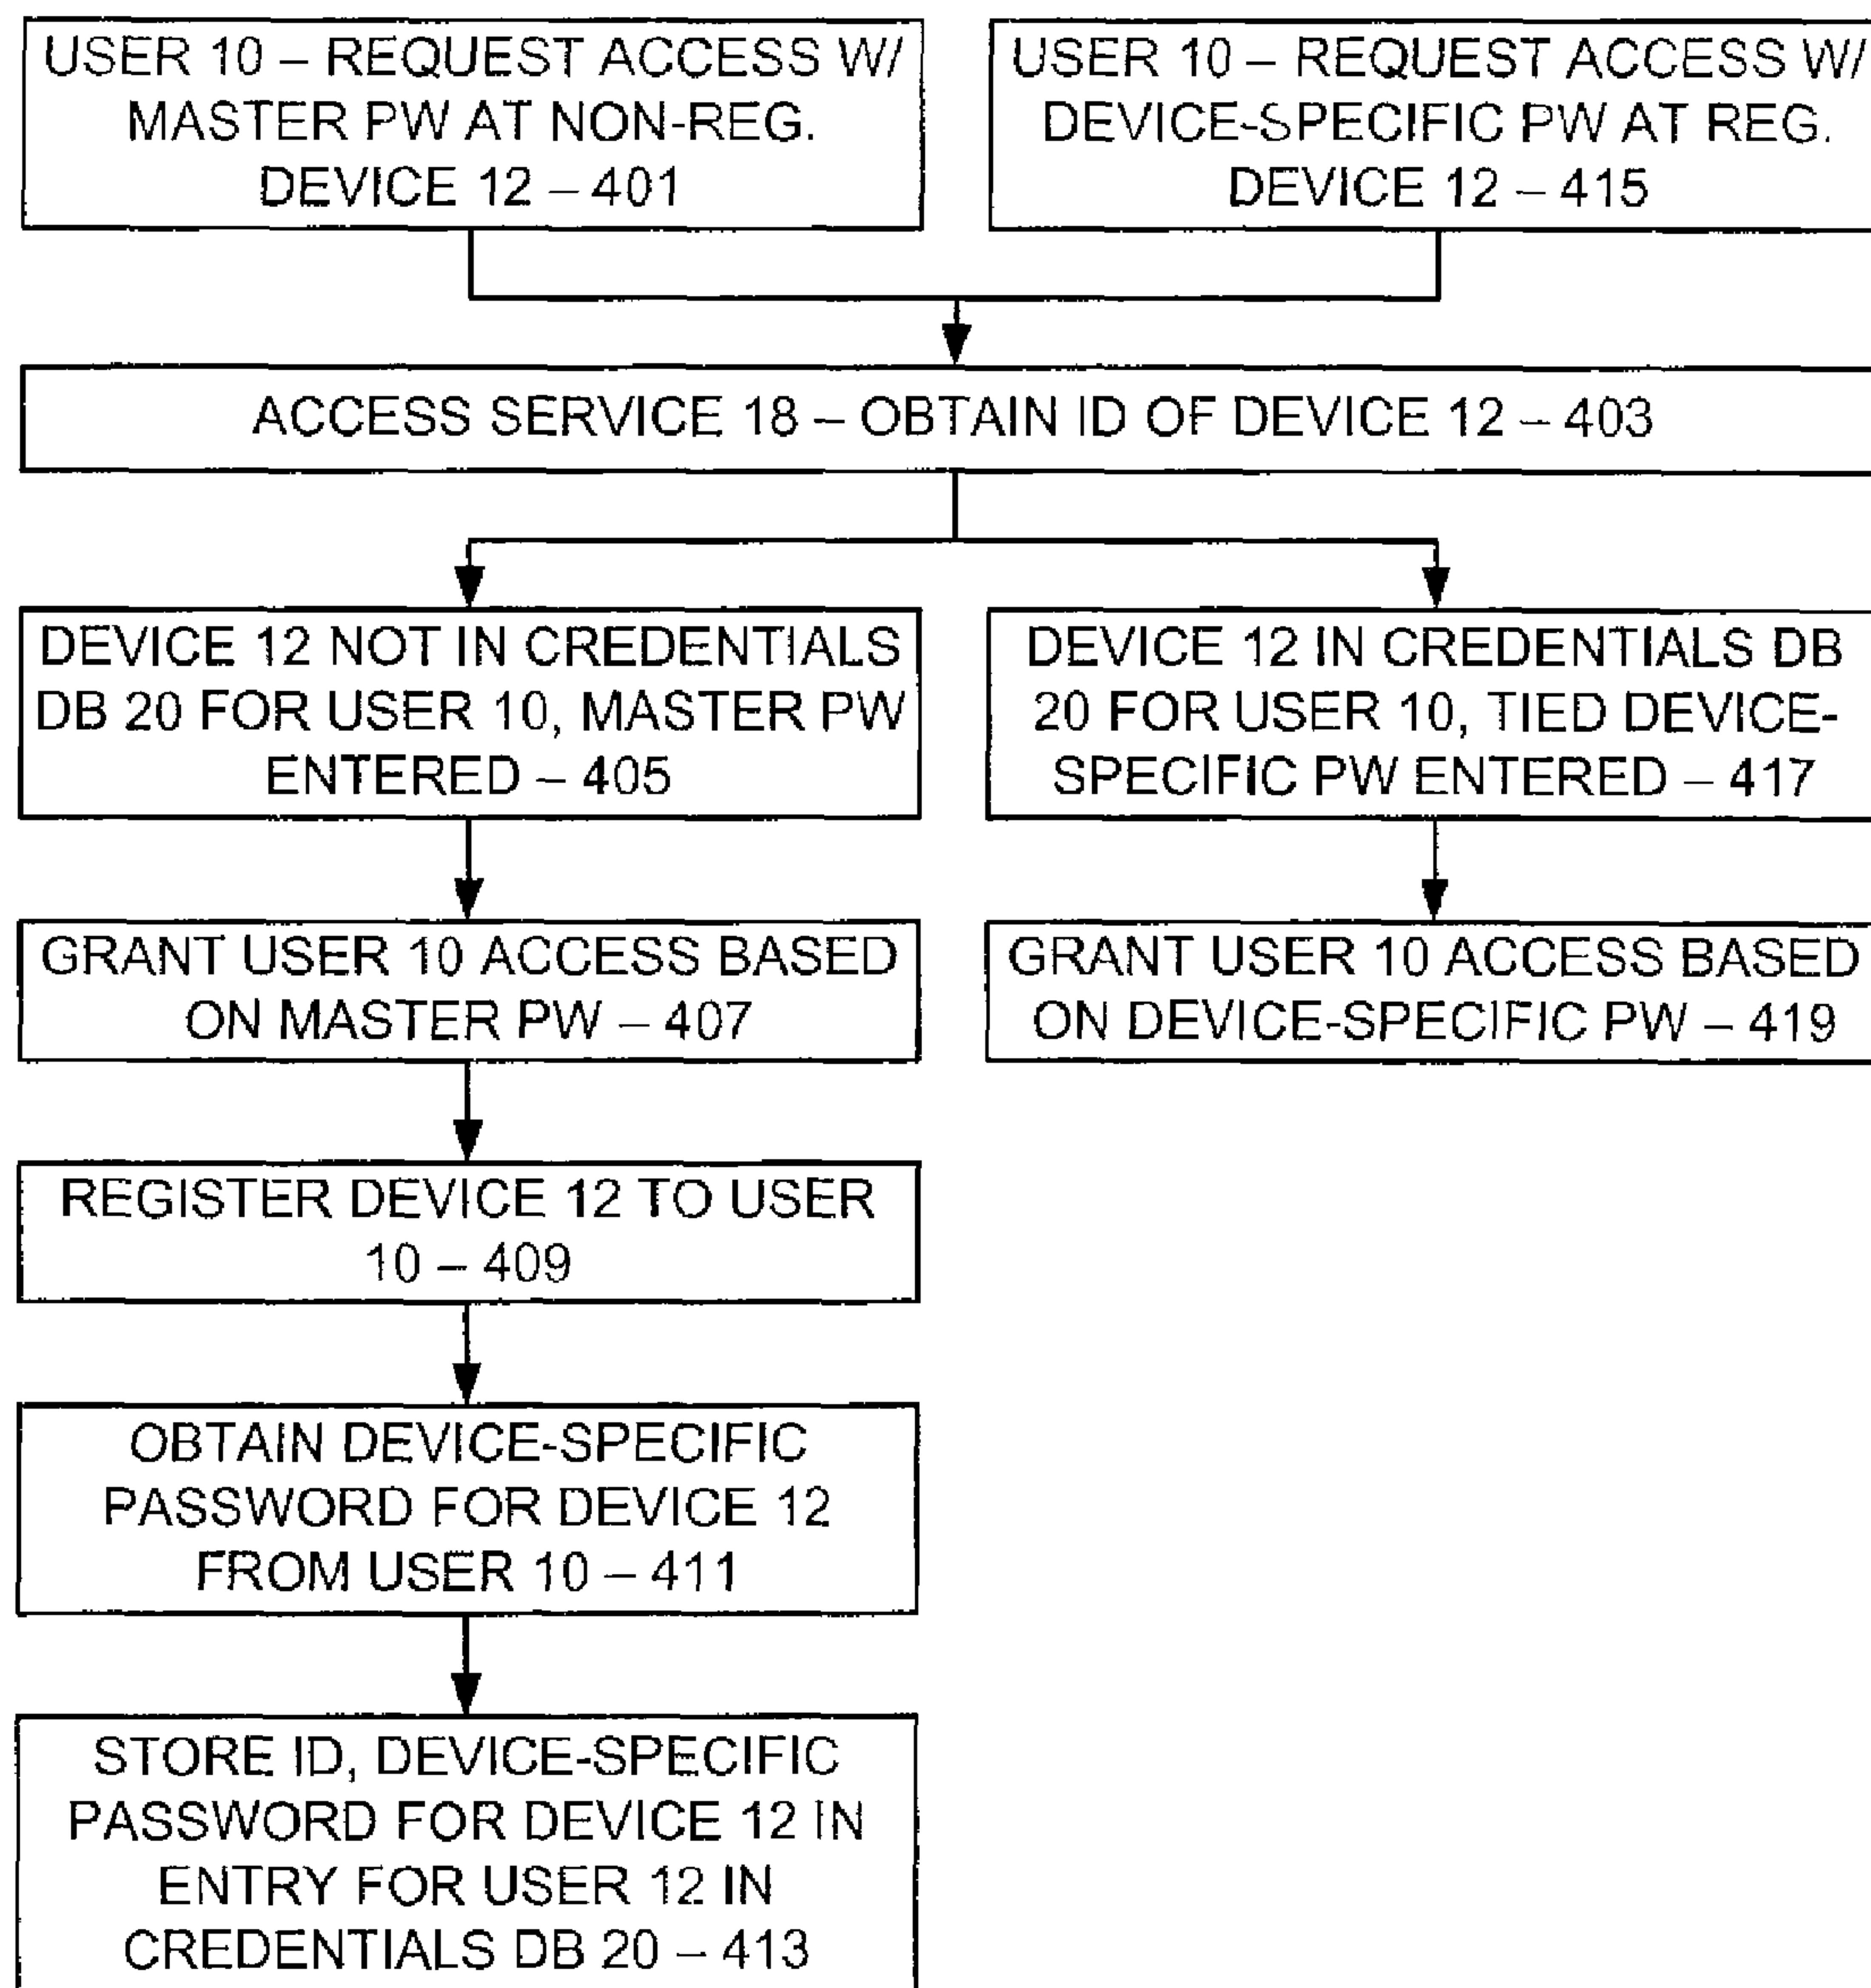 USER 10 – REQUEST ACCESS W/
MASTER PW AT NON-REG.
DEVICE 12 – 401
USER 10 – REQUEST ACCESS W/
DEVICE-SPECIFIC PW AT REG.
DEVICE 12 – 415
ACCESS SERVICE 18 – OBTAIN ID OF DEVICE 12 – 403
DEVICE 12 NOT IN CREDENTIALS
DB 20 FOR USER 10, MASTER PW
ENTERED – 405
DEVICE 12 IN CREDENTIALS DB
20 FOR USER 10, TIED DEVICE-
SPECIFIC PW ENTERED – 417
GRANT USER 10 ACCESS BASED
ON MASTER PW – 407
GRANT USER 10 ACCESS BASED
ON DEVICE-SPECIFIC PW – 419
REGISTER DEVICE 12 TO USER
10 – 409
OBTAIN DEVICE-SPECIFIC
PASSWORD FOR DEVICE 12
FROM USER 10 – 411
STORE ID, DEVICE-SPECIFIC
PASSWORD FOR DEVICE 12 IN
ENTRY FOR USER 12 IN
CREDENTIALS DB 20 – 413